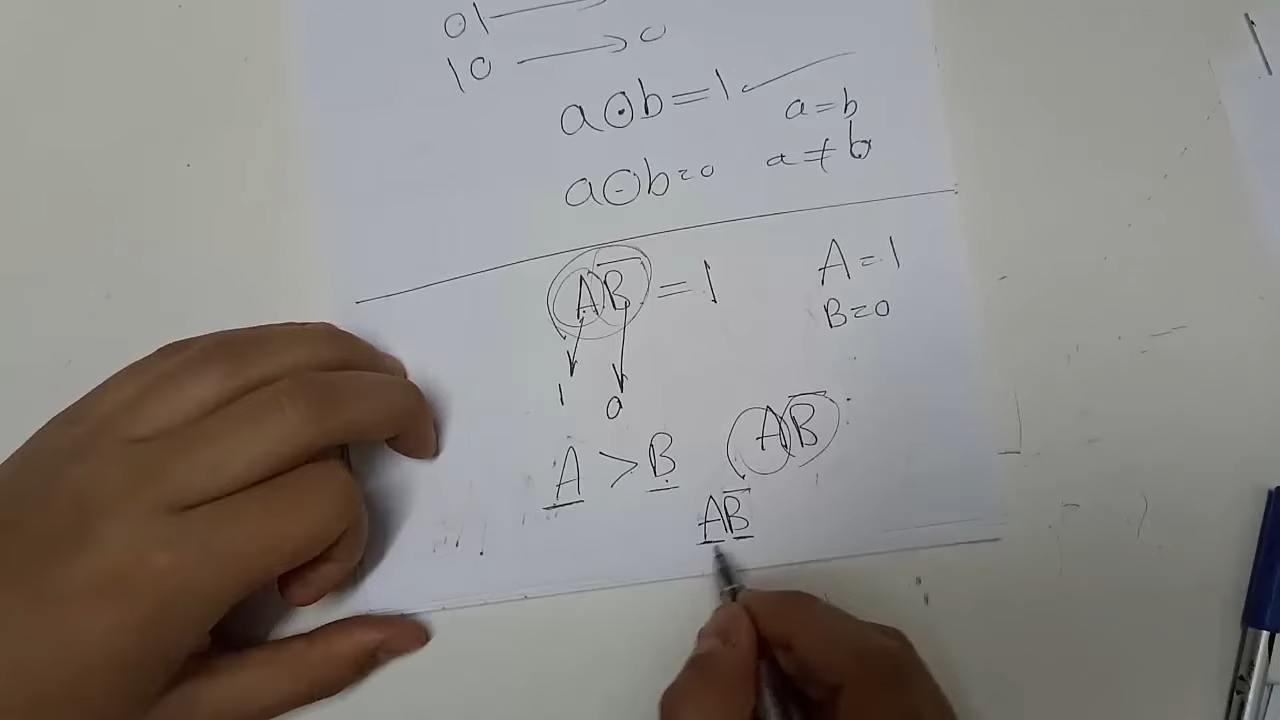 01 →
10 → 0
a⊙b=1 ✓
a=b
a⊙b=0
a≠b
AB̅=1
A=1
B=0
1 0
A>B
AB̅
AB̅